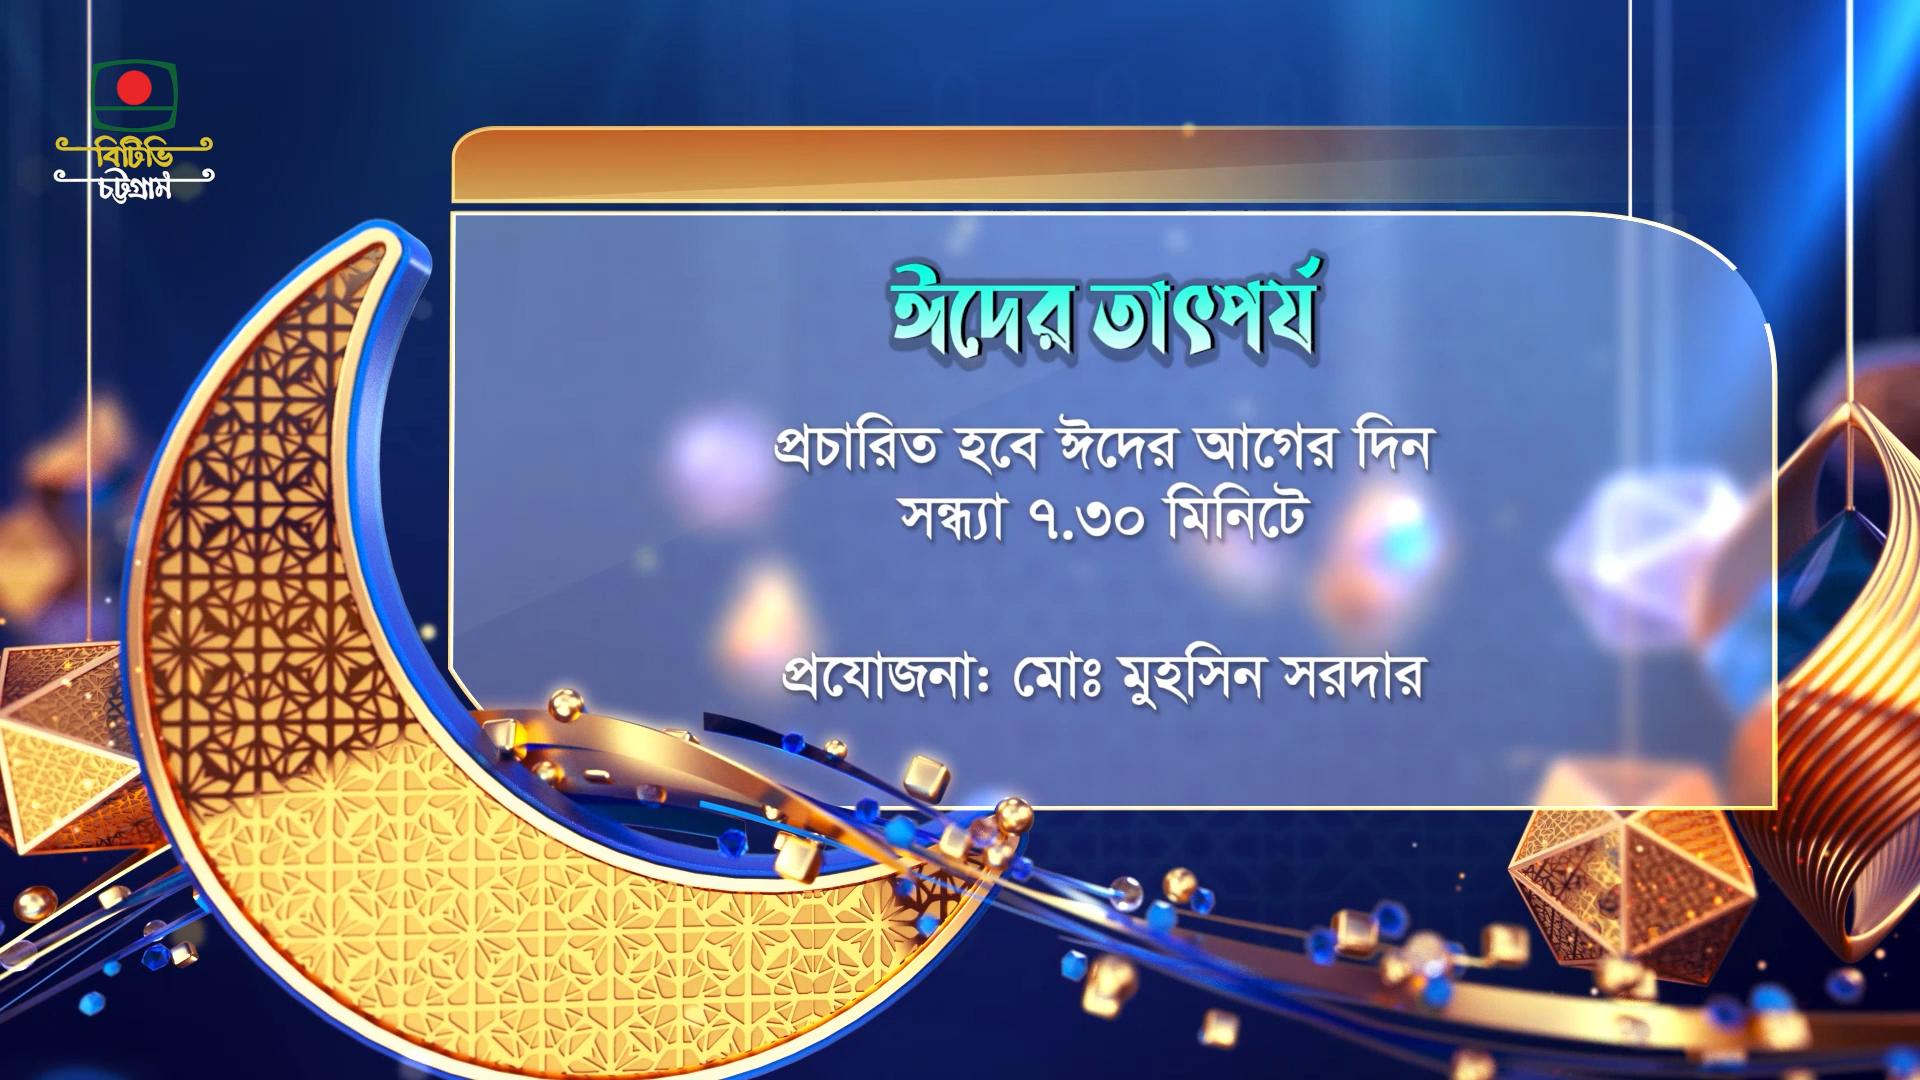 বিটিভি
চট্টগ্রাম
ঈদের তাৎপর্য
প্রচারিত হবে ঈদের আগের দিন
সন্ধ্যা ৭.৩০ মিনিটে
প্রযোজনা: মোঃ মুহসিন সরদার